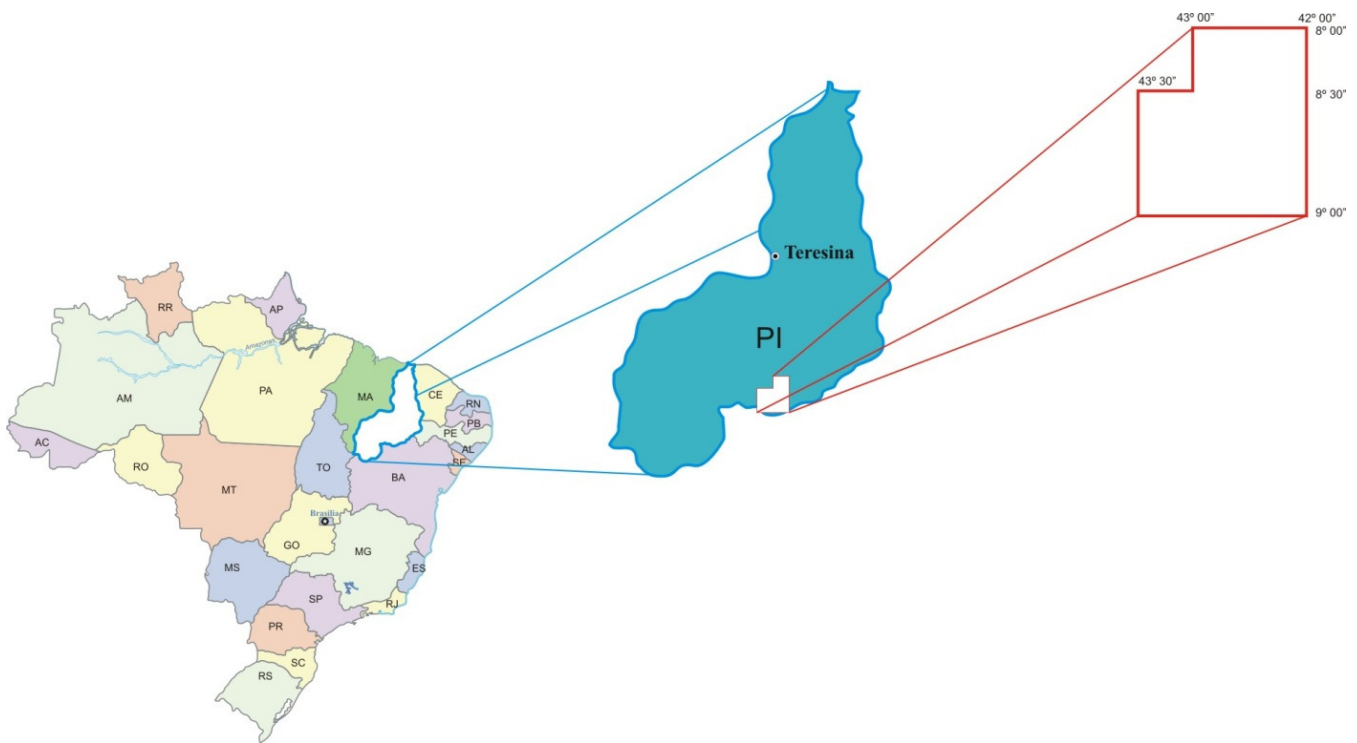 43º 00”
42º 00”
8º 00”
43º 30”
8º 30”
9º 00”
Teresina
PI
RR
AP
Amazonas
AM
PA
MA
CE
RN
PB
PE
AL
SE
AC
RO
TO
BA
MT
Brasília
GO
MG
MS
ES
SP
RJ
PR
SC
RS